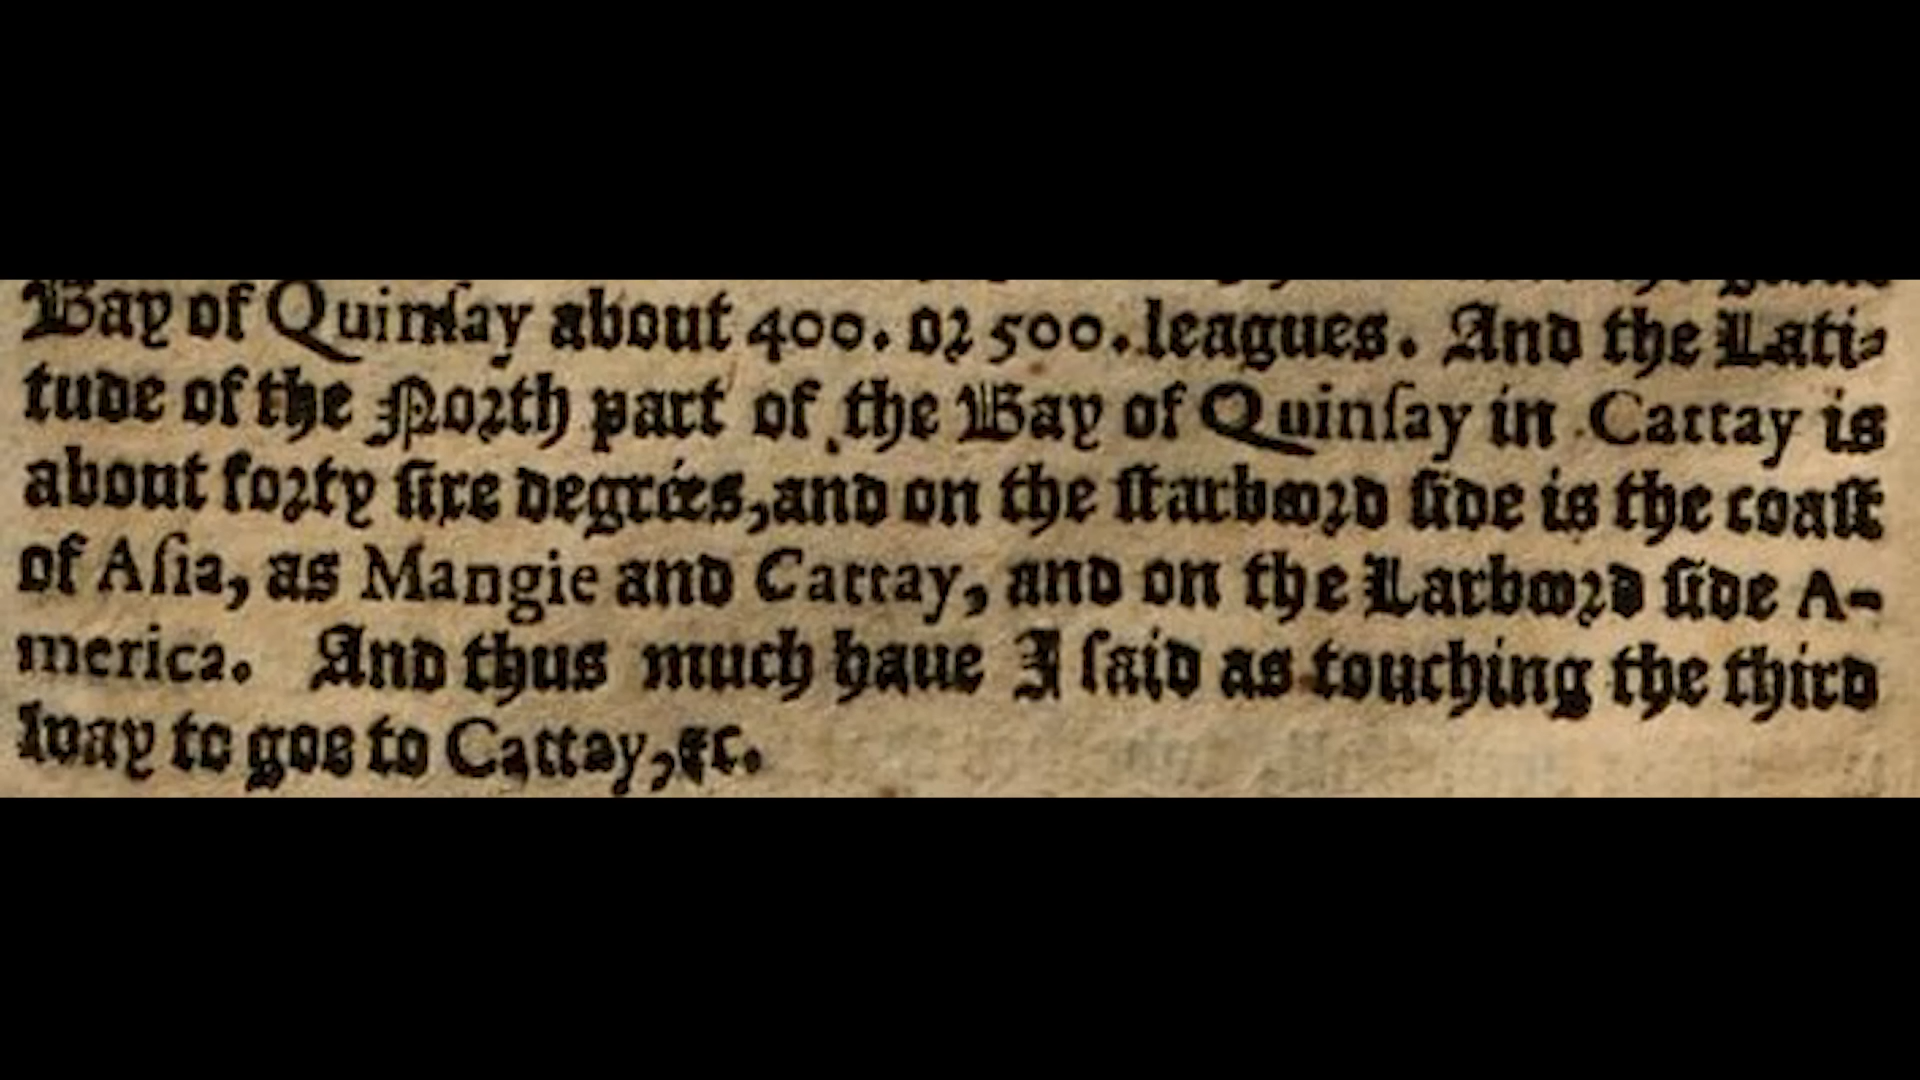 Bay of Quinſay about 400. or 500. leagues. And the Lati-
tude of the North part of the Bay of Quinſay in Cattay is
about forty ſixe degrées, and on the ſtarboord ſide is the coaſt
of Aſia, as Mangie and Cattay, and on the Larboord ſide A-
merica. And thus much haue I ſaid as touching the third
way to goe to Cattay, &c.